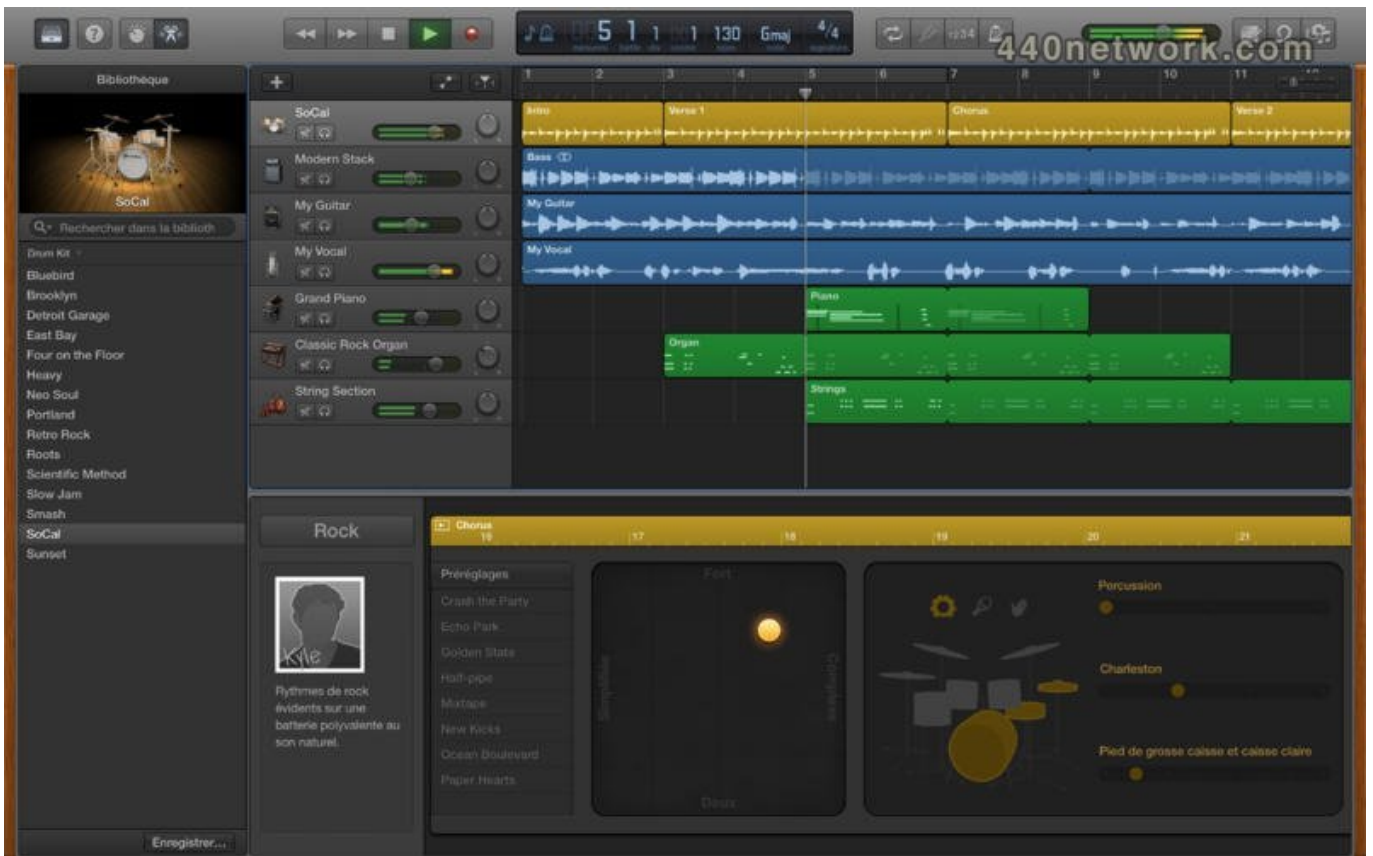 5 1 1 1 130 Gmaj 4/4
1234
440network.com
Bibliothèque
SoCal
Rechercher dans la biblioth
Drum Kit
Bluebird
Brooklyn
Detroit Garage
East Bay
Four on the Floor
Heavy
Neo Soul
Portland
Retro Rock
Roots
Scientific Method
Slow Jam
Smash
SoCal
Sunset
Enregistrer...
1 2 3 4 5 6 7 8 9 10 11
SoCal
Modern Stack
My Guitar
My Vocal
Grand Piano
Classic Rock Organ
String Section
Intro Verse 1 Chorus Verse 2
Bass
My Guitar
My Vocal
Piano
Organ
Strings
Rock
Kyle
Rythmes de rock
évidents sur une
batterie polyvalente au
son naturel.
Chorus
16 17 18 19 20 21
Préréglages
Crash the Party
Echo Park
Golden State
Half-pipe
Mixtape
New Kicks
Ocean Boulevard
Paper Hearts
Fort
Complexe
Doux
Percussion
Charleston
Pied de grosse caisse et caisse claire